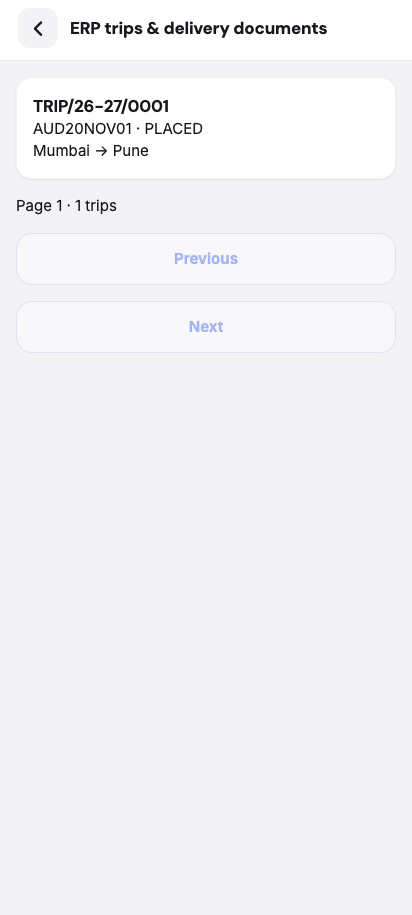 ERP trips & delivery documents
TRIP/26-27/0001
AUD20NOV01 · PLACED
Mumbai → Pune
Page 1 · 1 trips
Previous
Next